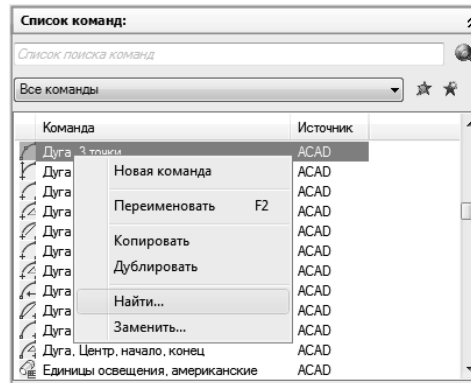 Список команд:
Список поиска команд
Все команды
Команда Источник
Дуга, 3 точки ACAD
Дуга ACAD
Дуга ACAD
Дуга ACAD
Дуга ACAD
Дуга ACAD
Дуга ACAD
Дуга ACAD
Дуга ACAD
Дуга ACAD
Дуга, Центр, начало, конец ACAD
Единицы освещения, американские ACAD
Новая команда
Переименовать F2
Копировать
Дублировать
Найти...
Заменить...